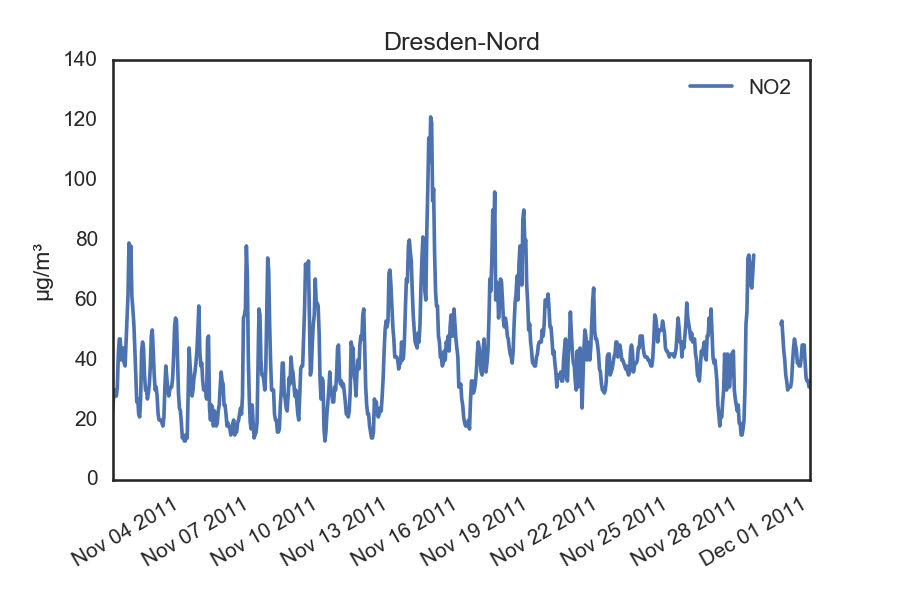 Dresden-Nord
140
120
100
80
60
40
20
0
µg/m³
NO2
Nov 04 2011
Nov 07 2011
Nov 10 2011
Nov 13 2011
Nov 16 2011
Nov 19 2011
Nov 22 2011
Nov 25 2011
Nov 28 2011
Dec 01 2011